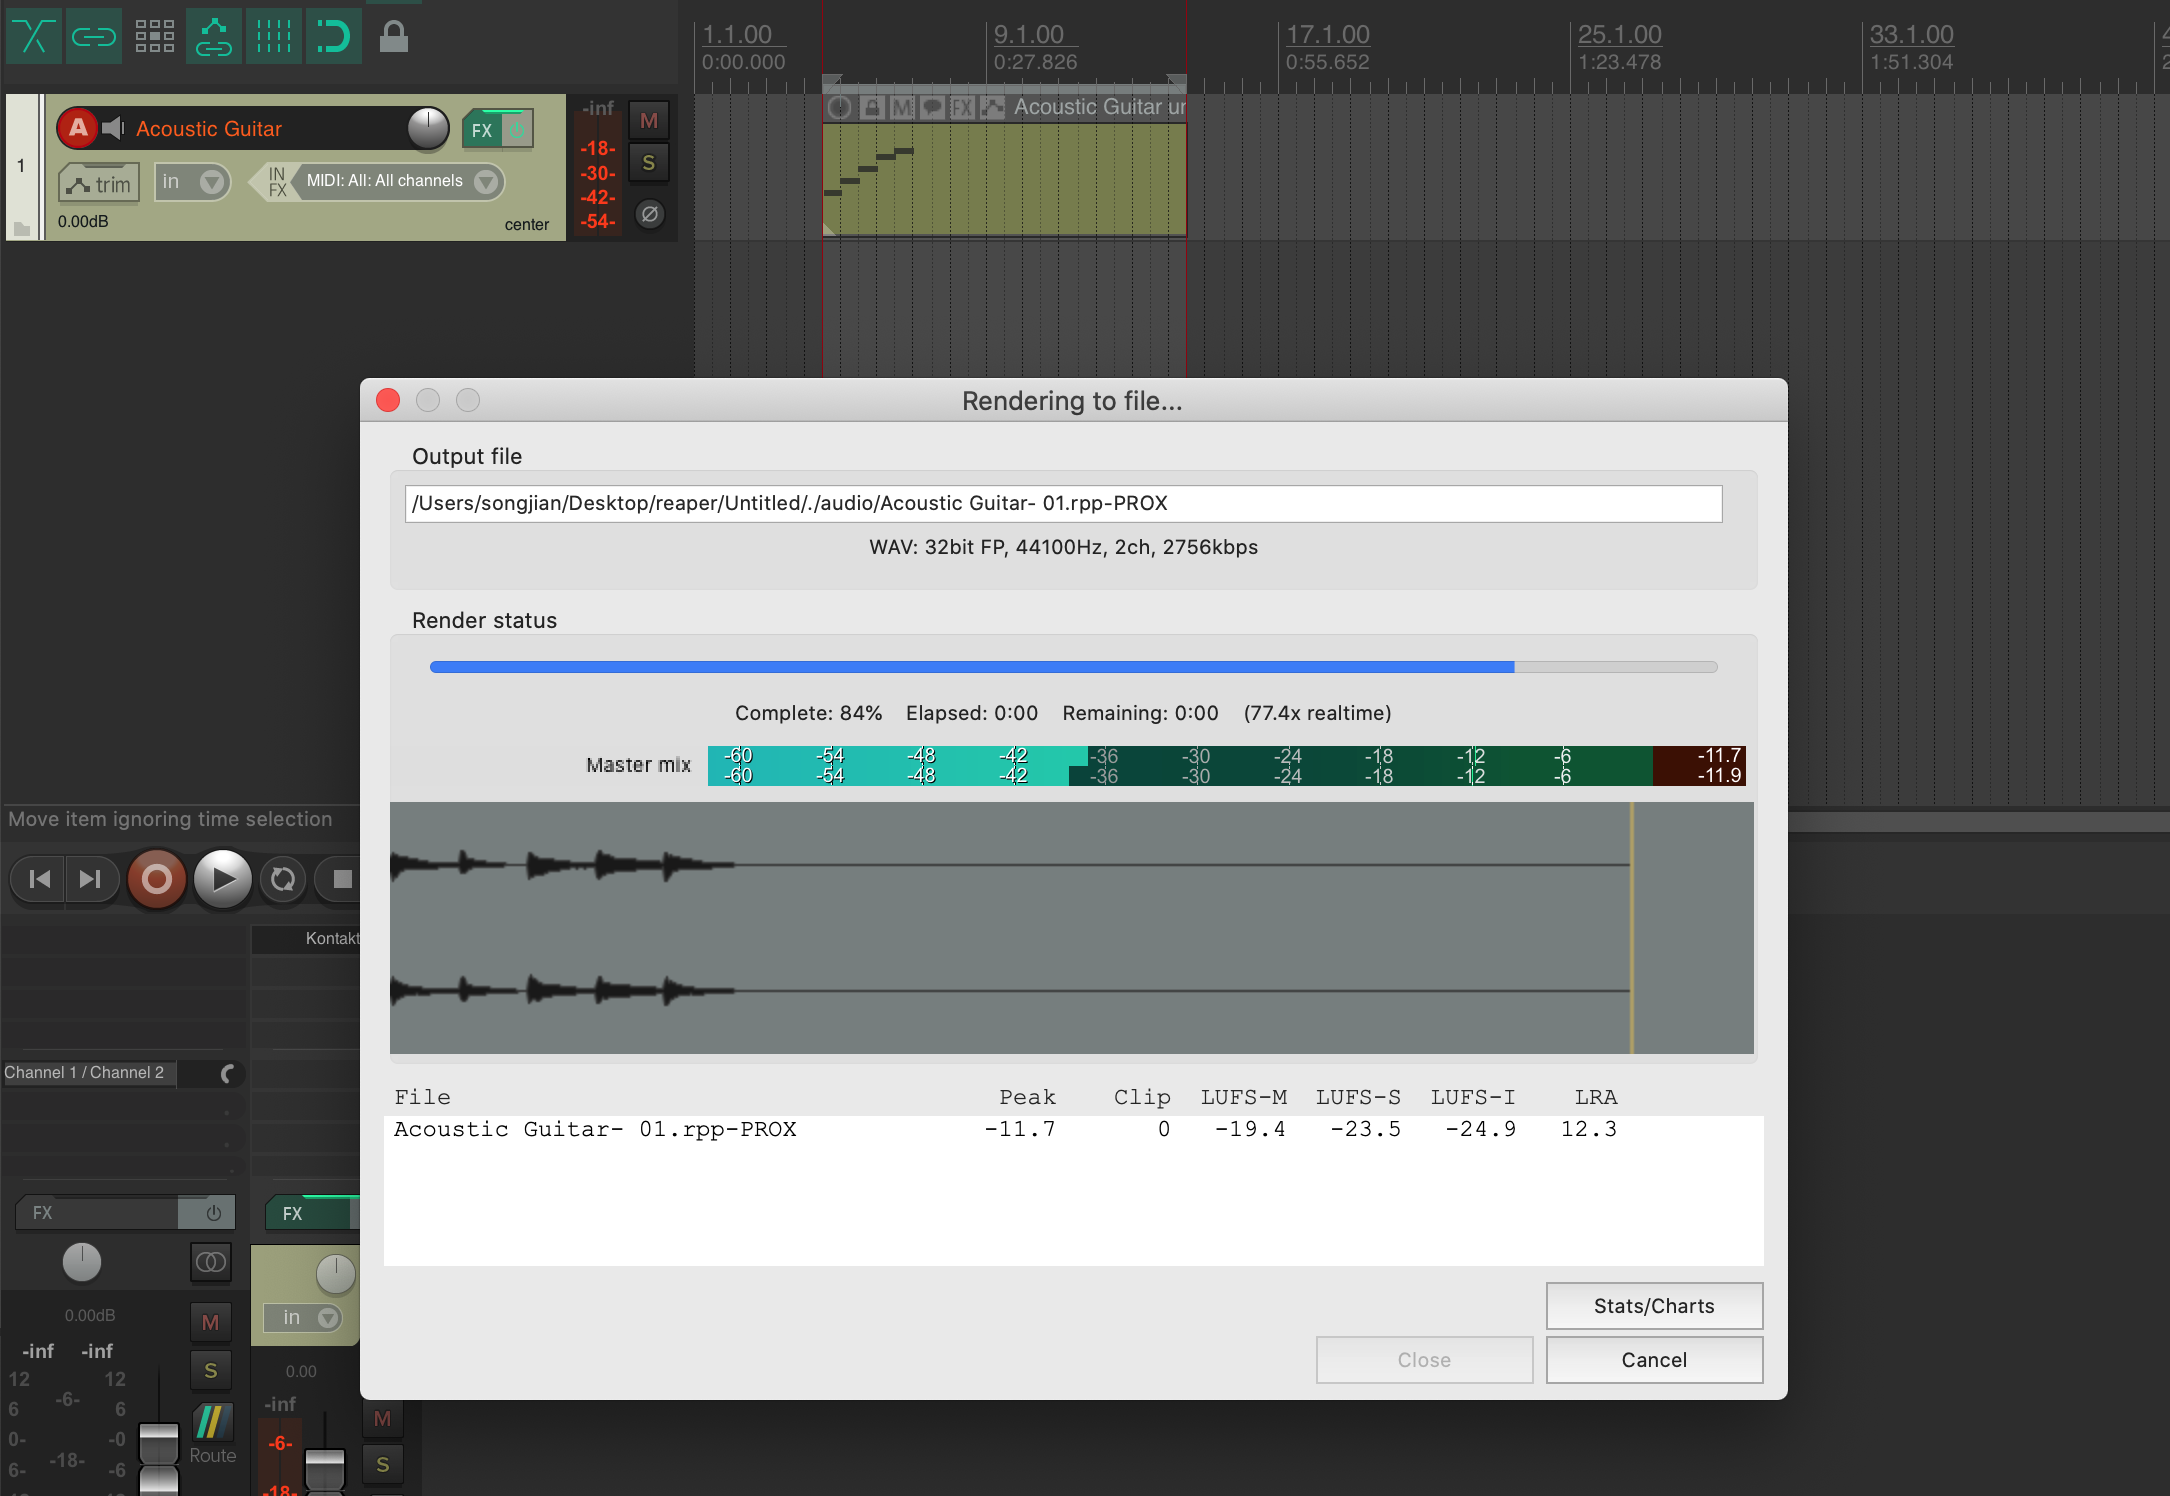 1.1.00 9.1.00 17.1.00 25.1.00 33.1.00
0:00.000 0:27.826 0:55.652 1:23.478 1:51.304
M FX Acoustic Guitar un
1
A Acoustic Guitar FX
-inf
M
-18-
-30-
-42-
-54-
S
trim in IN FX MIDI: All: All channels
0.00dB center
Rendering to file...
Output file
/Users/songjian/Desktop/reaper/Untitled/./audio/Acoustic Guitar- 01.rpp-PROX
WAV: 32bit FP, 44100Hz, 2ch, 2756kbps
Render status
Complete: 84% Elapsed: 0:00 Remaining: 0:00 (77.4x realtime)
Master mix
-60 -54 -48 -42 -36 -30 -24 -18 -12 -6 -11.7
-60 -54 -48 -42 -36 -30 -24 -18 -12 -6 -11.9
File Peak Clip LUFS-M LUFS-S LUFS-I LRA
Acoustic Guitar- 01.rpp-PROX -11.7 0 -19.4 -23.5 -24.9 12.3
Stats/Charts
Close Cancel
Move item ignoring time selection
Kontakt
Channel 1 / Channel 2
FX FX
in
0.00dB M
-inf -inf
S
12 12
-6-
6 6
0- -0
-18-
6- -6
Route
0.00
-inf
M
-6-
S
-18-